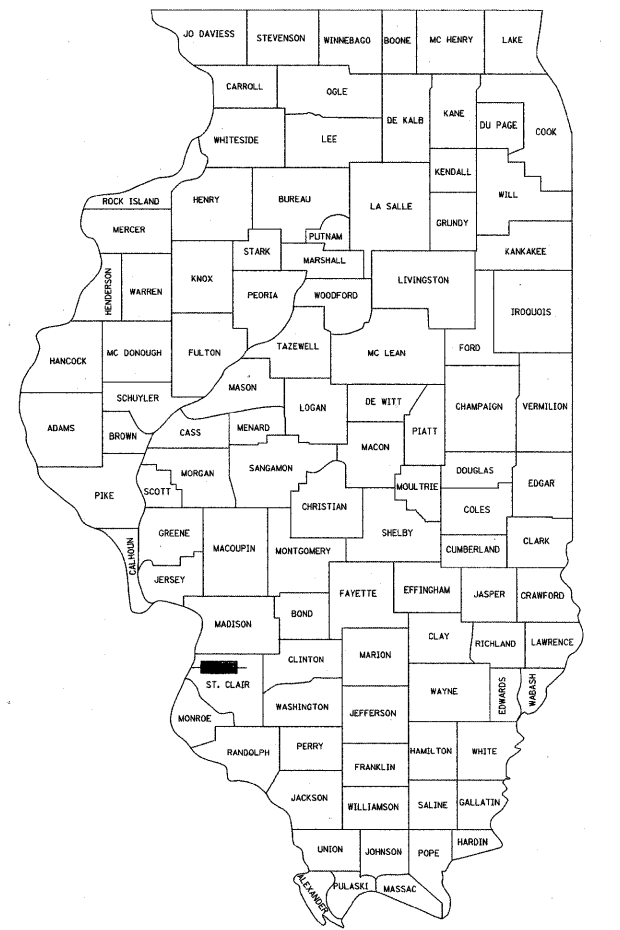 JO DAVIESS
STEVENSON
WINNEBAGO
BOONE
MC HENRY
LAKE
CARROLL
OGLE
DE KALB
KANE
DU PAGE
COOK
WHITESIDE
LEE
KENDALL
WILL
ROCK ISLAND
HENRY
BUREAU
LA SALLE
GRUNDY
MERCER
PUTNAM
STARK
MARSHALL
KANKAKEE
HENDERSON
WARREN
KNOX
PEORIA
WOODFORD
LIVINGSTON
IROQUOIS
HANCOCK
MC DONOUGH
FULTON
TAZEWELL
MC LEAN
FORD
MASON
SCHUYLER
LOGAN
DE WITT
CHAMPAIGN
VERMILION
ADAMS
BROWN
CASS
MENARD
MACON
PIATT
MORGAN
SANGAMON
DOUGLAS
EDGAR
PIKE
SCOTT
CHRISTIAN
MOULTRIE
COLES
SHELBY
CALHOUN
GREENE
MACOUPIN
MONTGOMERY
CUMBERLAND
CLARK
JERSEY
FAYETTE
EFFINGHAM
JASPER
CRAWFORD
MADISON
BOND
CLAY
RICHLAND
LAWRENCE
CLINTON
MARION
ST. CLAIR
WAYNE
EDWARDS
WABASH
MONROE
WASHINGTON
JEFFERSON
RANDOLPH
PERRY
HAMILTON
WHITE
FRANKLIN
JACKSON
WILLIAMSON
SALINE
GALLATIN
UNION
JOHNSON
POPE
HARDIN
ALEXANDER
PULASKI
MASSAC